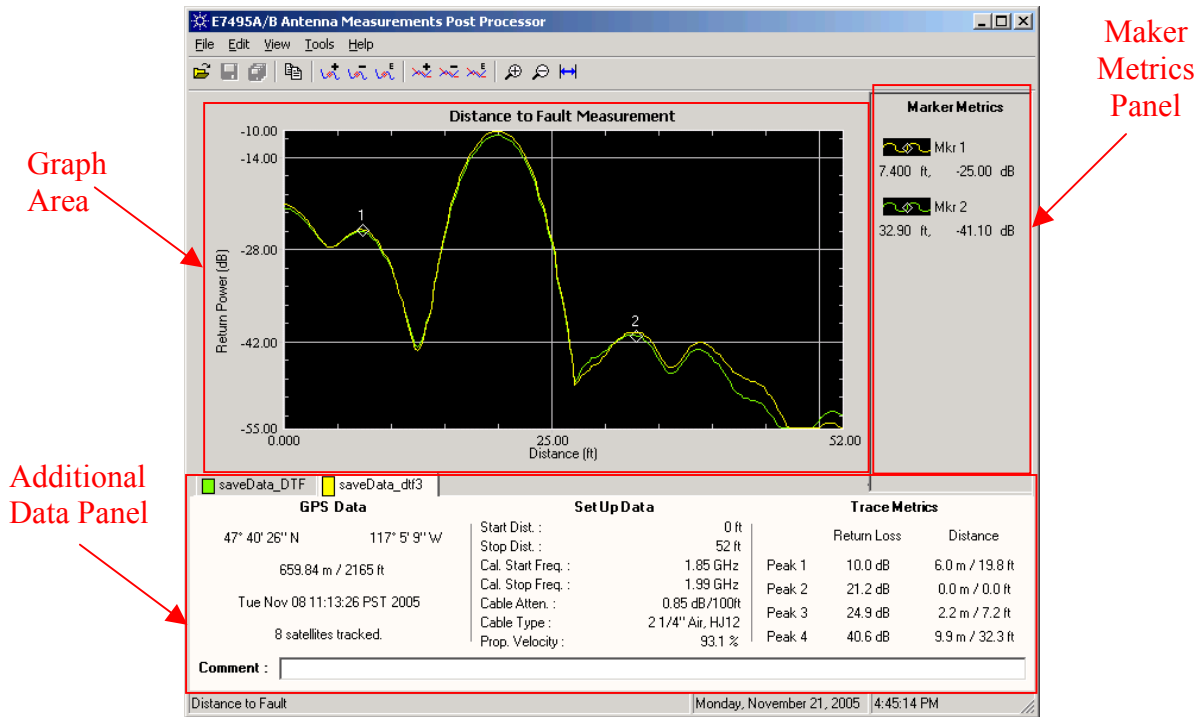 E7495A/B Antenna Measurements Post Processor
File Edit View Tools Help
Maker
Metrics
Panel
Graph
Area
Additional
Data Panel
Distance to Fault Measurement
Return Power (dB)
-10.00
-14.00
-28.00
-42.00
-55.00
1
2
0.000
25.00
52.00
Distance (ft)
Marker Metrics
Mkr 1
7.400 ft, -25.00 dB
Mkr 2
32.90 ft, -41.10 dB
saveData_DTF saveData_dtf3
GPS Data
47° 40' 26" N 117° 5' 9" W
659.84 m / 2165 ft
Tue Nov 08 11:13:26 PST 2005
8 satellites tracked.
Set Up Data
Start Dist. : 0 ft
Stop Dist. : 52 ft
Cal. Start Freq. : 1.85 GHz
Cal. Stop Freq. : 1.99 GHz
Cable Atten. : 0.85 dB/100ft
Cable Type : 2 1/4" Air, HJ12
Prop. Velocity : 93.1 %
Trace Metrics
Return Loss Distance
Peak 1 10.0 dB 6.0 m / 19.8 ft
Peak 2 21.2 dB 0.0 m / 0.0 ft
Peak 3 24.9 dB 2.2 m / 7.2 ft
Peak 4 40.6 dB 9.9 m / 32.3 ft
Comment :
Distance to Fault Monday, November 21, 2005 4:45:14 PM